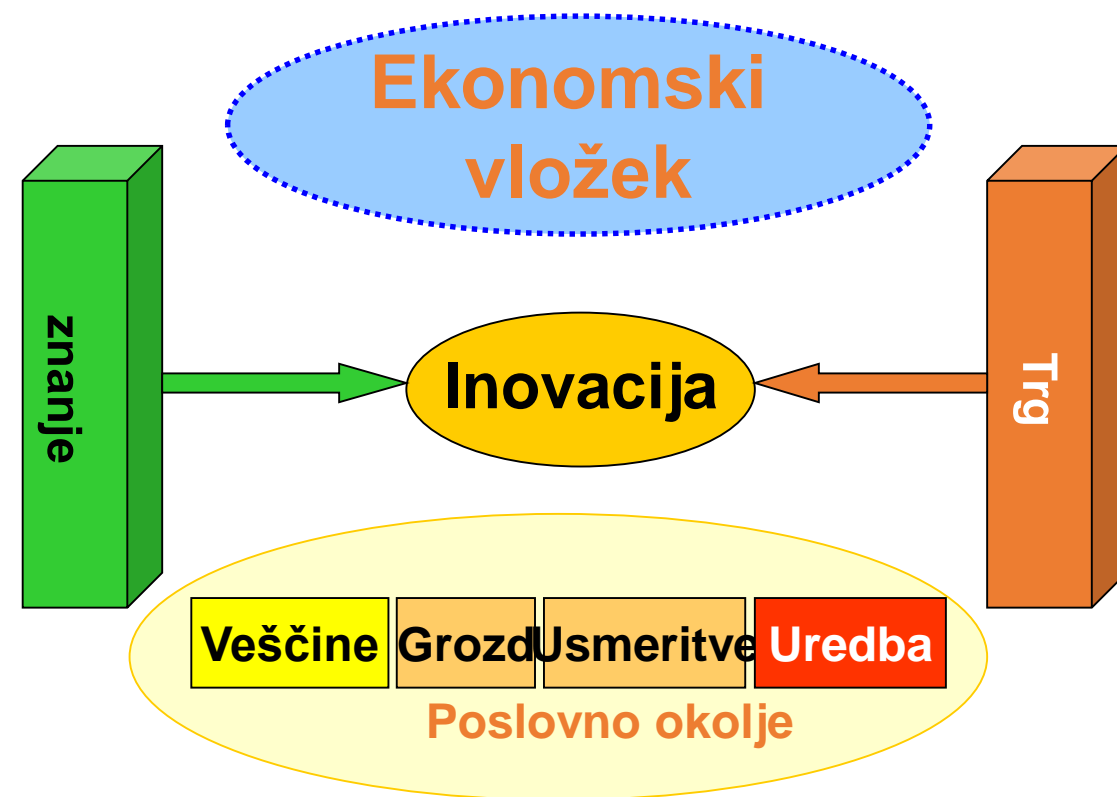 Ekonomski
vložek
znanje
Inovacija
Trg
Veščine
Grozd
Usmeritve
Uredba
Poslovno okolje